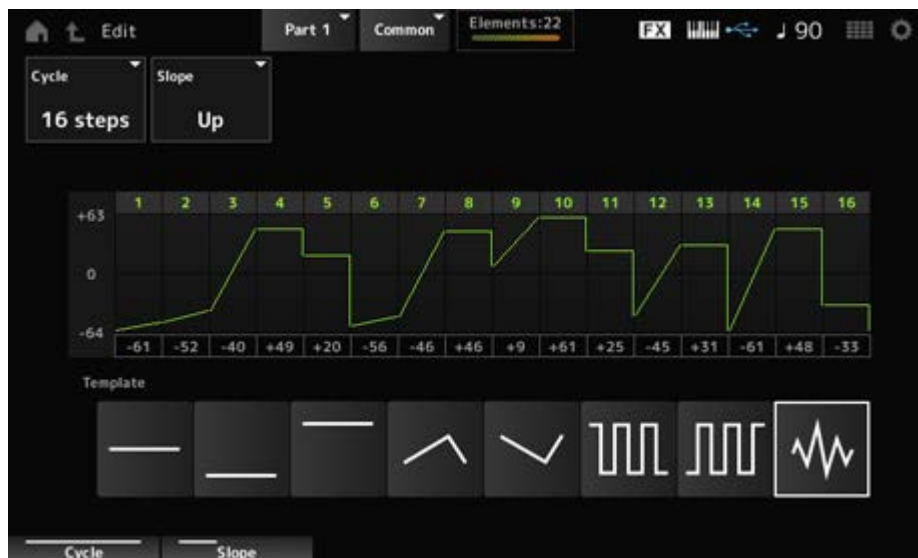 Edit Part 1 Common Elements:22 FX ♩ 90
Cycle Slope
16 steps Up
1 2 3 4 5 6 7 8 9 10 11 12 13 14 15 16
+63
0
-64
-61 -52 -40 +49 +20 -56 -46 +46 +9 +61 +25 -45 +31 -61 +48 -33
Template
Cycle Slope